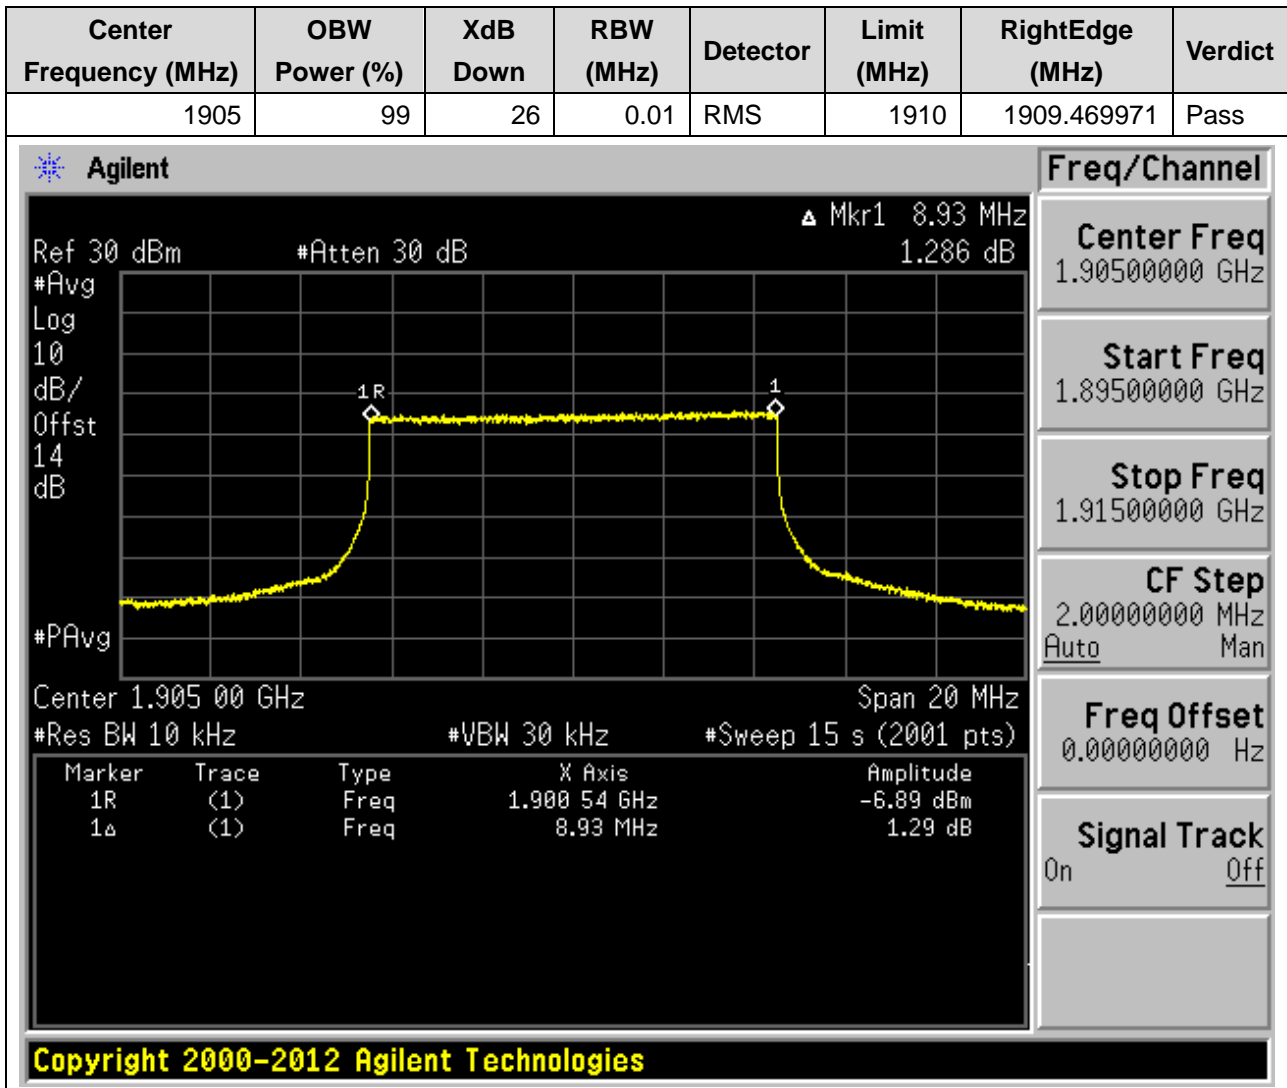 Center Frequency (MHz) OBW Power (%) XdB Down RBW (MHz) Detector Limit (MHz) RightEdge (MHz) Verdict
1905 99 26 0.01 RMS 1910 1909.469971 Pass
Agilent
Freq/Channel
Δ Mkr1 8.93 MHz
Ref 30 dBm #Atten 30 dB 1.286 dB
#Avg
Log
10
dB/
Offst
14
dB
1R
1
#PAvg
Center 1.905 00 GHz Span 20 MHz
#Res BW 10 kHz #VBW 30 kHz #Sweep 15 s (2001 pts)
Marker Trace Type X Axis Amplitude
1R (1) Freq 1.900 54 GHz -6.89 dBm
1Δ (1) Freq 8.93 MHz 1.29 dB
Center Freq
1.90500000 GHz
Start Freq
1.89500000 GHz
Stop Freq
1.91500000 GHz
CF Step
2.00000000 MHz
Auto Man
Freq Offset
0.00000000 Hz
Signal Track
On Off
Copyright 2000-2012 Agilent Technologies